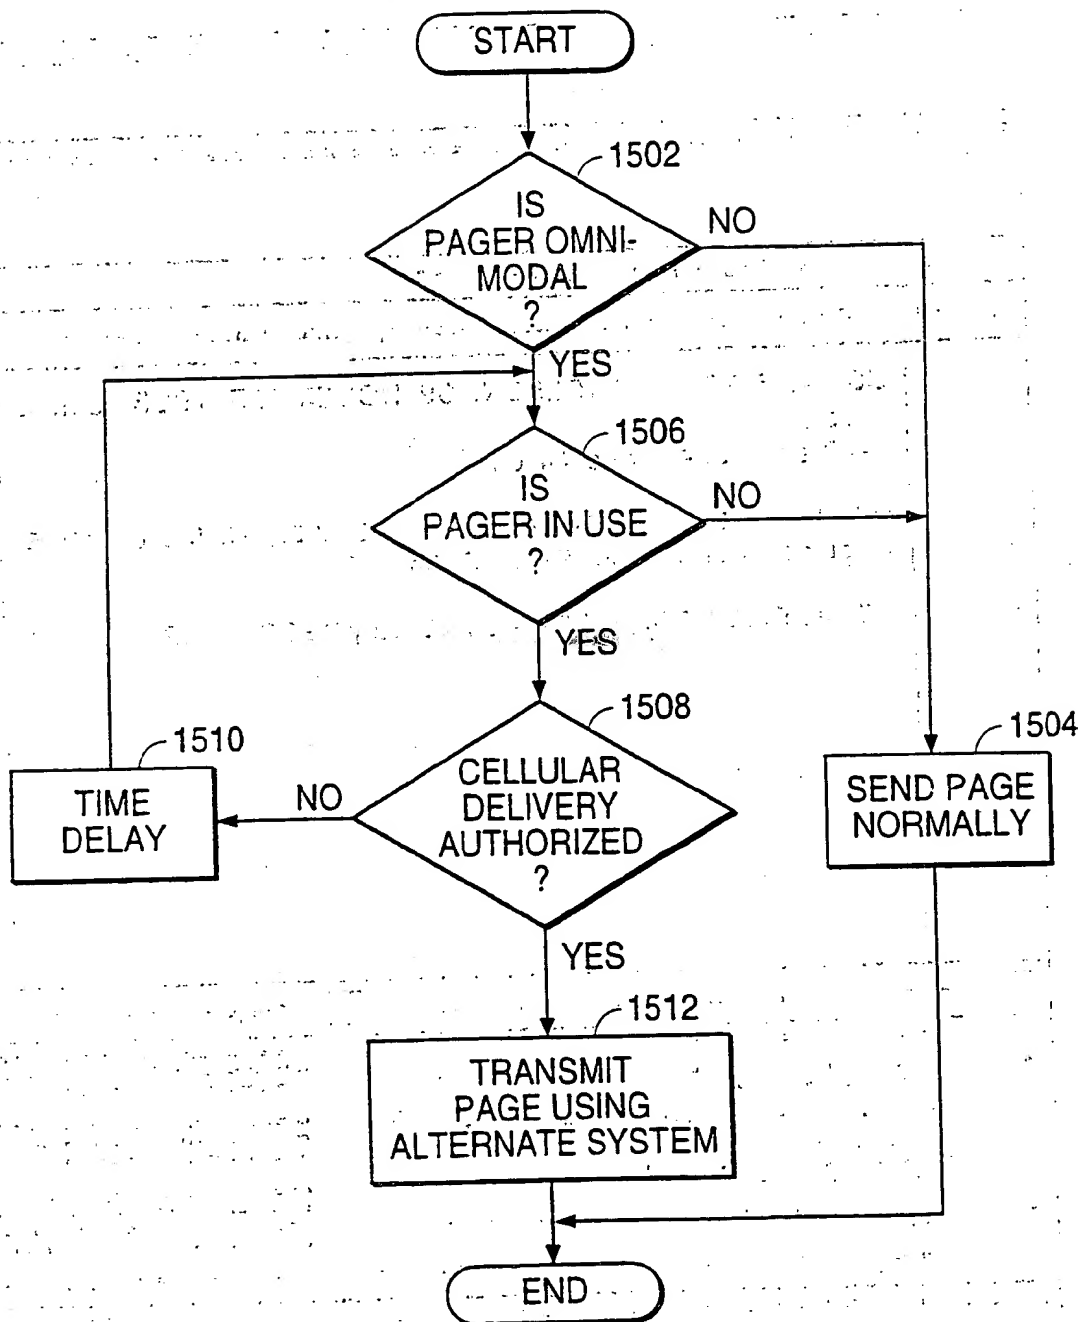 START
1502
IS
PAGER OMNI-
MODAL
?
NO
YES
1506
IS
PAGER IN USE
?
NO
YES
1508
CELLULAR
DELIVERY
AUTHORIZED
?
NO
1510
TIME
DELAY
1504
SEND PAGE
NORMALLY
YES
1512
TRANSMIT
PAGE USING
ALTERNATE SYSTEM
END